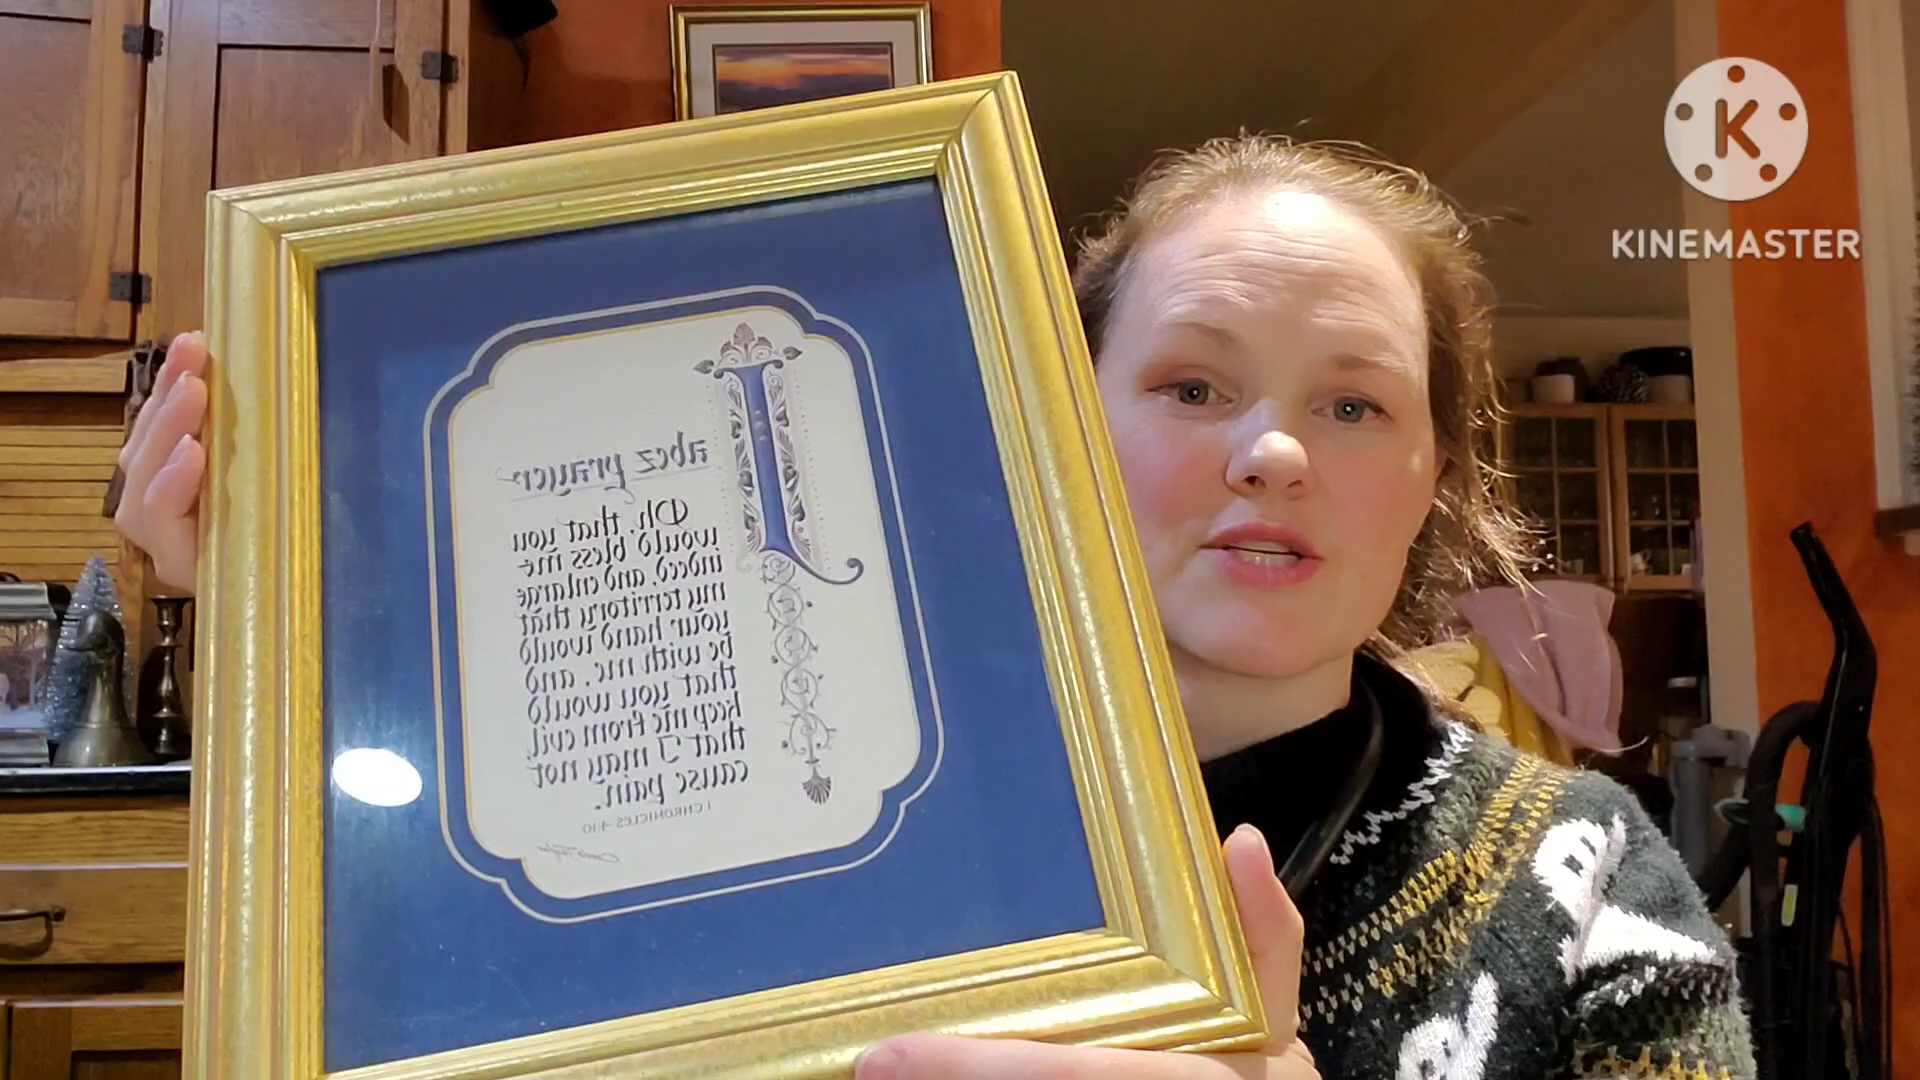 Jabez prayer
Oh, that you
would bless me
indeed, and enlarge
my territory that
your hand would
be with me, and
that you would
keep me from evil,
that I may not
cause pain.
1 CHRONICLES 4:10
K
KINEMASTER